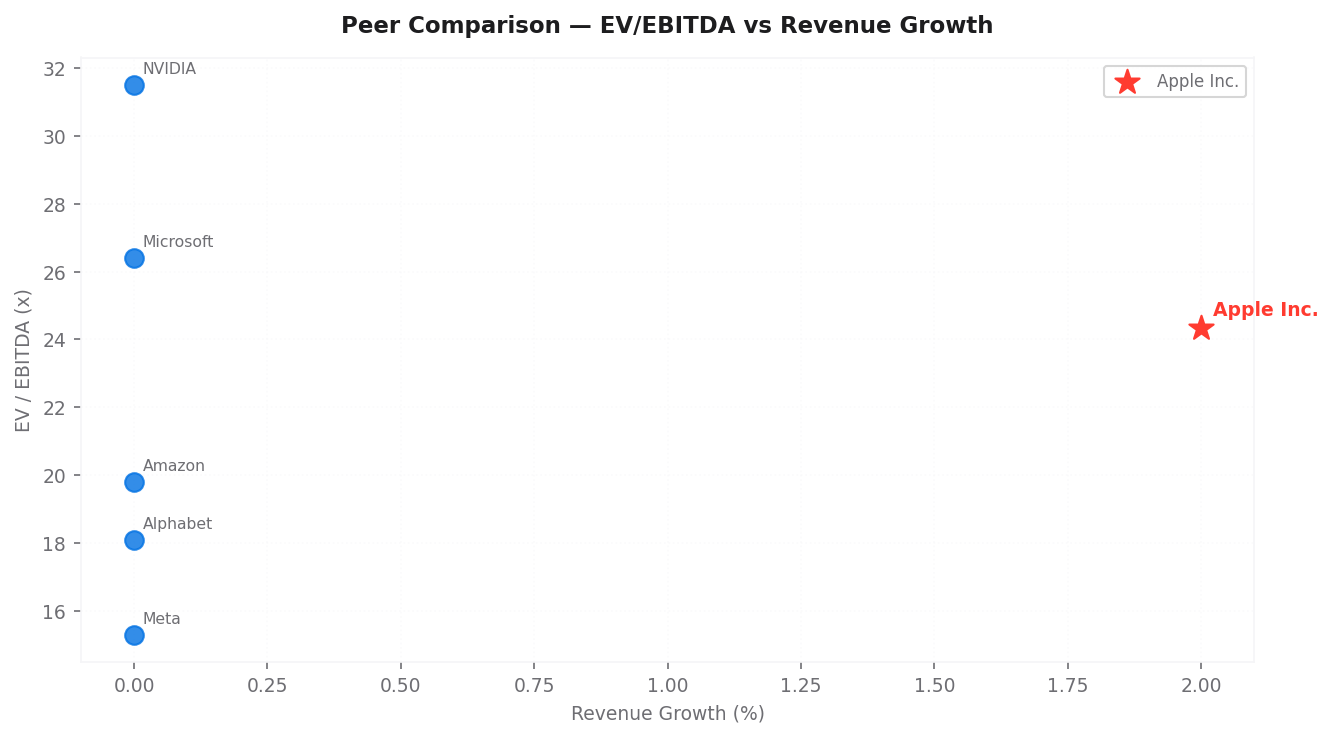 Peer Comparison — EV/EBITDA vs Revenue Growth
32
NVIDIA
Apple Inc.
30
28
Microsoft
26
Apple Inc.
24
EV / EBITDA (x)
22
Amazon
20
Alphabet
18
Meta
16
0.00 0.25 0.50 0.75 1.00 1.25 1.50 1.75 2.00
Revenue Growth (%)